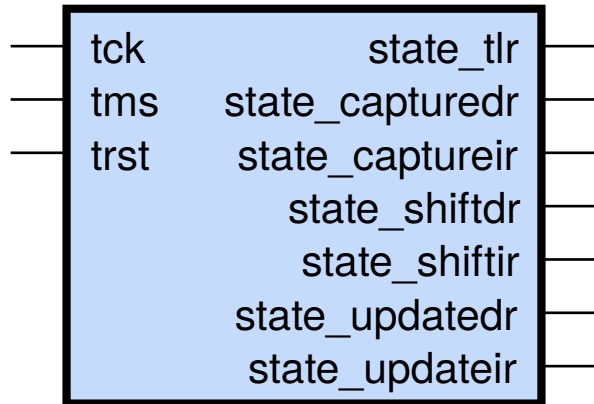 tck state_tlr
tms state_capturedr
trst state_captureir
state_shiftdr
state_shiftir
state_updatedr
state_updateir